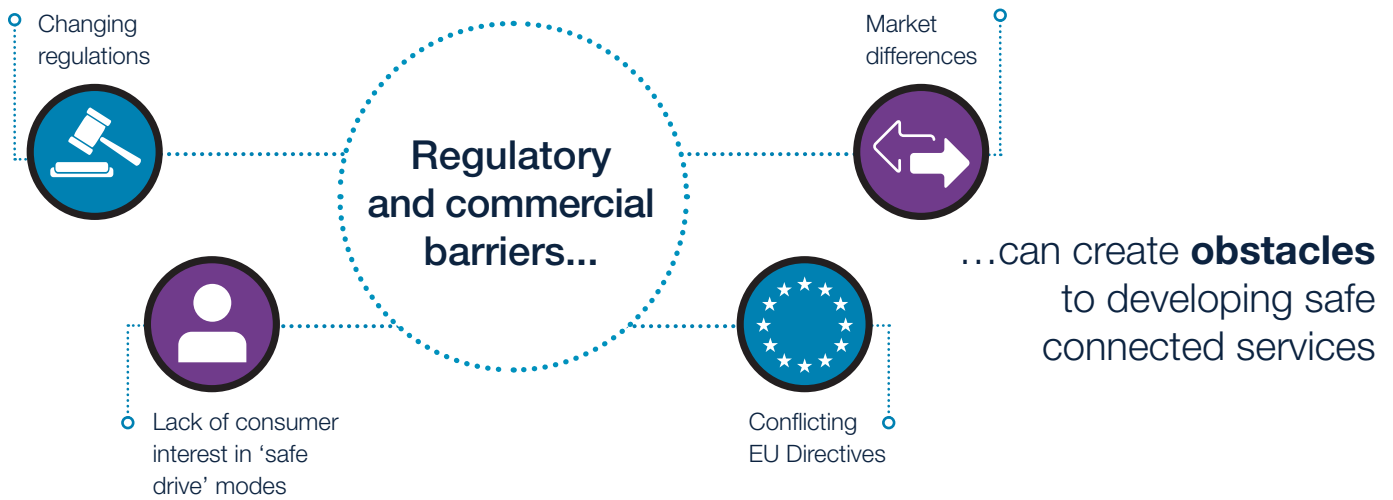 Changing
regulations
Market
differences
Regulatory
and commercial
barriers...
…can create obstacles
to developing safe
connected services
Lack of consumer
interest in ‘safe
drive’ modes
Conflicting
EU Directives